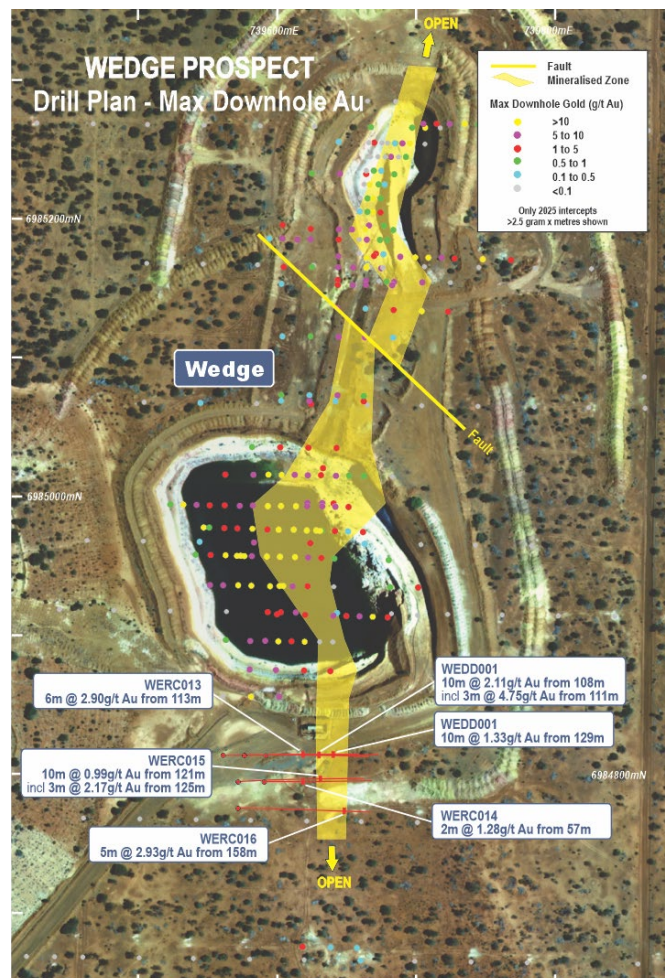 739600mE
OPEN
WEDGE PROSPECT
Drill Plan - Max Downhole Au
Fault
Mineralised Zone
Max Downhole Gold (g/t Au)
>10
5 to 10
1 to 5
0.5 to 1
0.1 to 0.5
<0.1
Only 2025 intercepts
>2.5 gram x metres shown
6985200mN
Wedge
Fault
6985000mN
WERC013
6m @ 2.90g/t Au from 113m
WEDD001
10m @ 2.11g/t Au from 108m
incl 3m @ 4.75g/t Au from 111m
WEDD001
10m @ 1.33g/t Au from 129m
WERC015
10m @ 0.99g/t Au from 121m
incl 3m @ 2.17g/t Au from 125m
6984800mN
WERC014
2m @ 1.28g/t Au from 57m
WERC016
5m @ 2.93g/t Au from 158m
OPEN